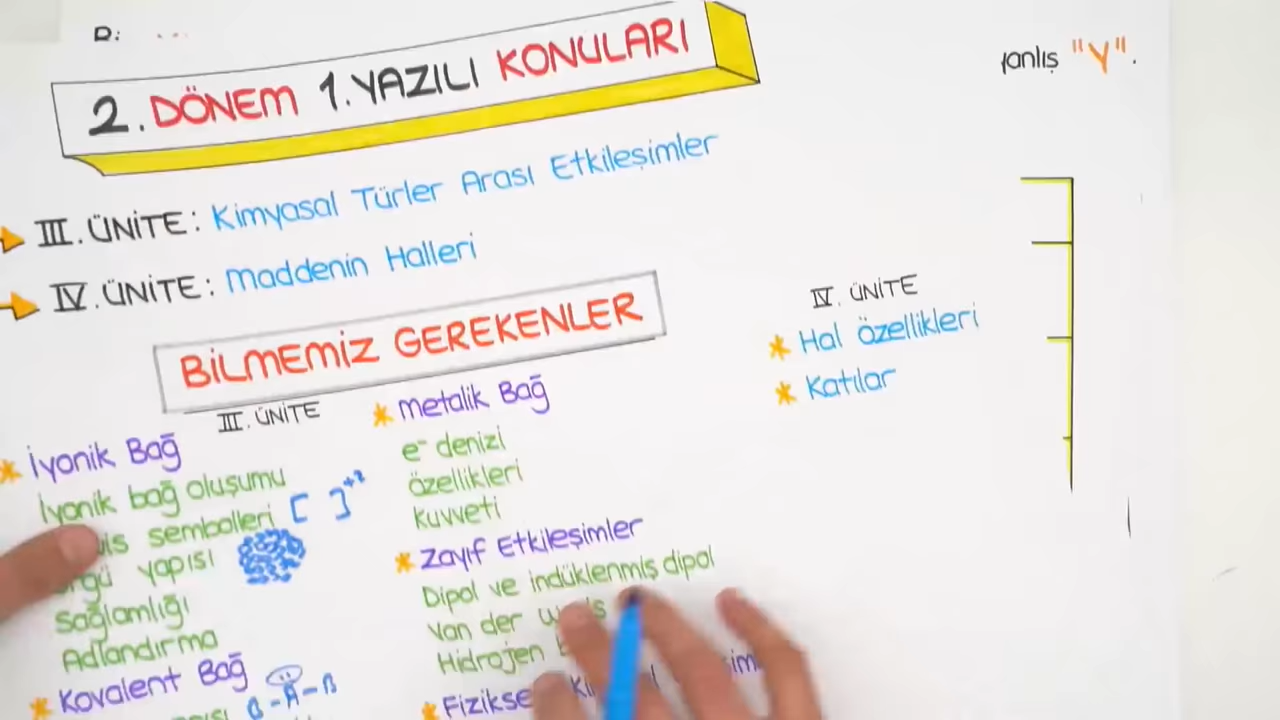 D: ...
2. DÖNEM 1. YAZILI KONULARI
yanlış "Y".
III. ÜNİTE: Kimyasal Türler Arası Etkileşimler
IV. ÜNİTE: Maddenin Halleri
BİLMEMİZ GEREKENLER
III. ÜNİTE
* İyonik Bağ
İyonik bağ oluşumu
sembolleri [ ]⁺²
yapısı
Sağlamlığı
Adlandırma
* Kovalent Bağ
B-A-B
* Metalik Bağ
e⁻ denizi
özellikleri
kuvveti
* Zayıf Etkileşimler
Dipol ve indüklenmiş dipol
Van der
Hidrojen
IV. ÜNİTE
* Hal özellikleri
* Katılar